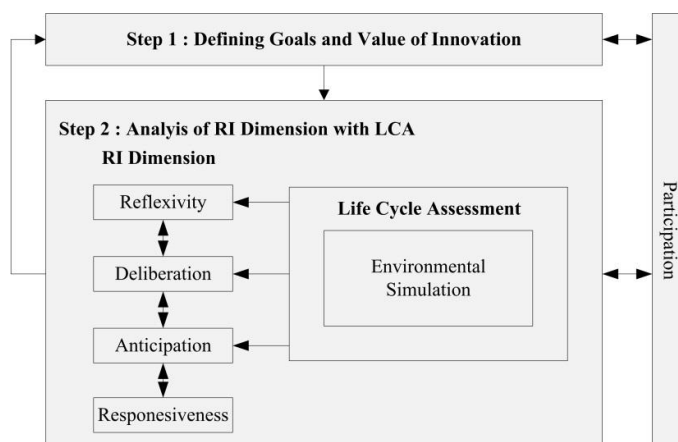 Step 1 : Defining Goals and Value of Innovation
Step 2 : Analyis of RI Dimension with LCA
RI Dimension
Reflexivity
Deliberation
Anticipation
Responesiveness
Life Cycle Assessment
Environmental
Simulation
Participation